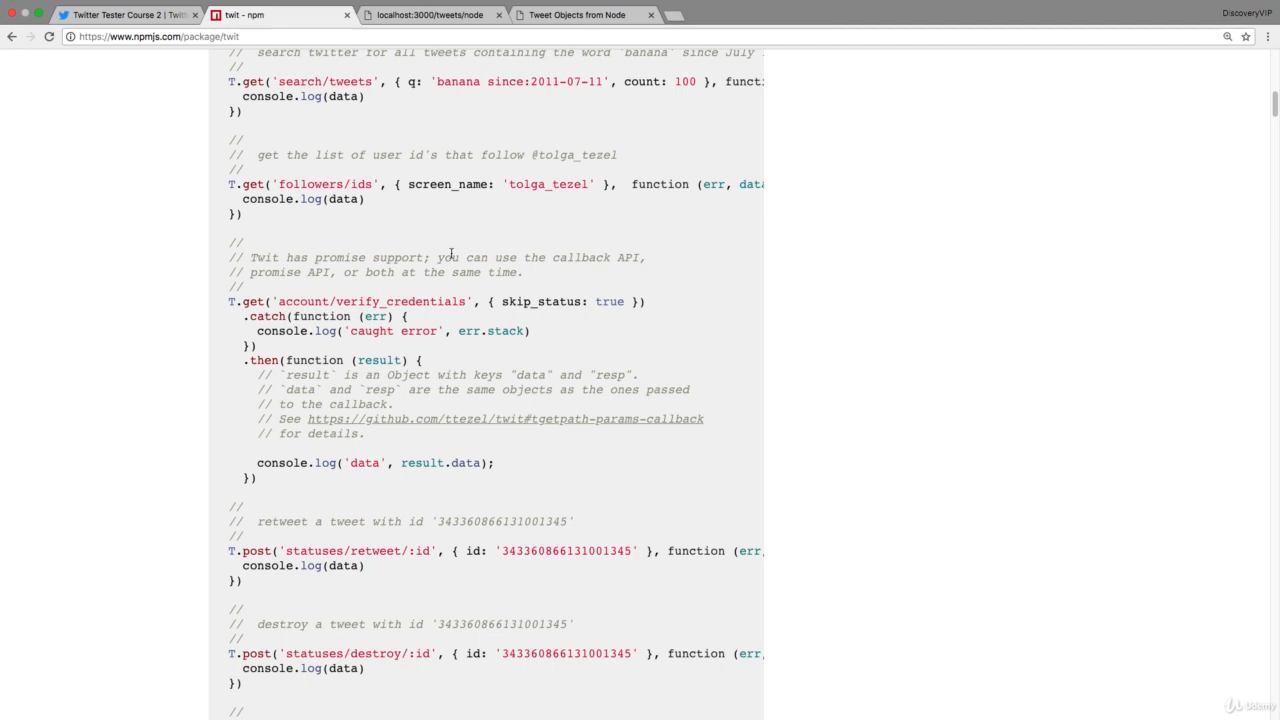 Twitter Tester Course 2 | Twitt
twit - npm
localhost:3000/tweets/node
Tweet Objects from Node
DiscoveryVIP
https://www.npmjs.com/package/twit
//  search twitter for all tweets containing the word 'banana' since July
//
T.get('search/tweets', { q: 'banana since:2011-07-11', count: 100 }, functi
console.log(data)
})
//
//  get the list of user id's that follow @tolga_tezel
//
T.get('followers/ids', { screen_name: 'tolga_tezel' },  function (err, data
console.log(data)
})
//
// Twit has promise support; you can use the callback API,
// promise API, or both at the same time.
//
T.get('account/verify_credentials', { skip_status: true })
.catch(function (err) {
console.log('caught error', err.stack)
})
.then(function (result) {
// `result` is an Object with keys "data" and "resp".
// `data` and `resp` are the same objects as the ones passed
// to the callback.
// See https://github.com/ttezel/twit#tgetpath-params-callback
// for details.
console.log('data', result.data);
})
//
//  retweet a tweet with id '343360866131001345'
//
T.post('statuses/retweet/:id', { id: '343360866131001345' }, function (err,
console.log(data)
})
//
//  destroy a tweet with id '343360866131001345'
//
T.post('statuses/destroy/:id', { id: '343360866131001345' }, function (err,
console.log(data)
})
//
Udemy